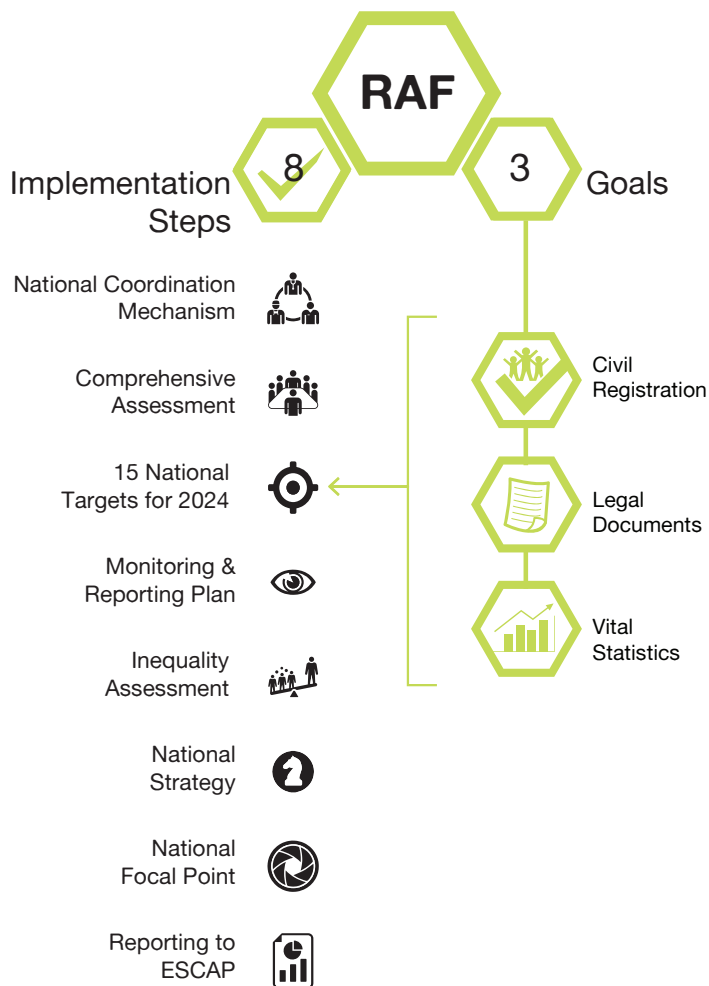 RAF
8
Implementation
Steps
3
Goals
National Coordination
Mechanism
Comprehensive
Assessment
15 National
Targets for 2024
Monitoring &
Reporting Plan
Inequality
Assessment
National
Strategy
National
Focal Point
Reporting to
ESCAP
Civil
Registration
Legal
Documents
Vital
Statistics